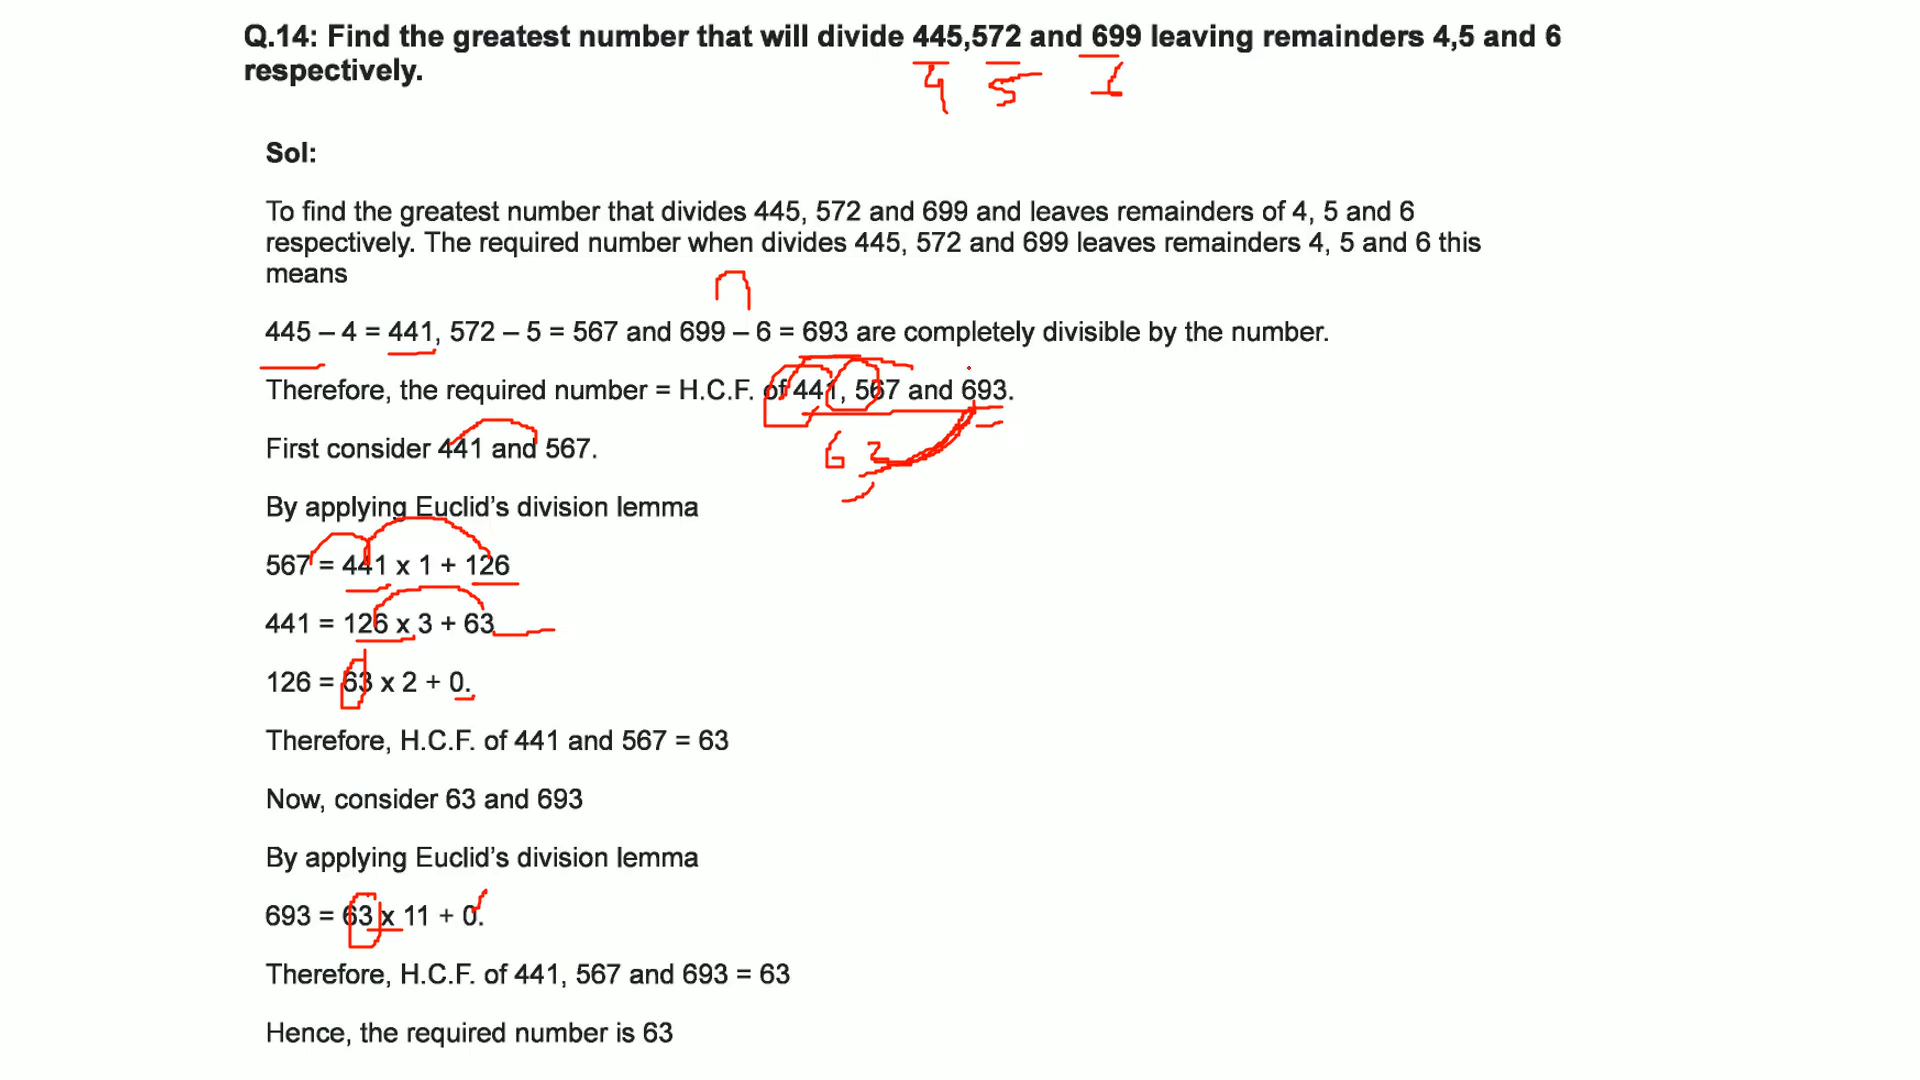 Q.14: Find the greatest number that will divide 445,572 and 699 leaving remainders 4,5 and 6
respectively.
4 5
Sol:
To find the greatest number that divides 445, 572 and 699 and leaves remainders of 4, 5 and 6
respectively. The required number when divides 445, 572 and 699 leaves remainders 4, 5 and 6 this
means
445 – 4 = 441, 572 – 5 = 567 and 699 – 6 = 693 are completely divisible by the number.
Therefore, the required number = H.C.F. of 441, 567 and 693.
First consider 441 and 567.
63
By applying Euclid’s division lemma
567 = 441 x 1 + 126
441 = 126 x 3 + 63
126 = 63 x 2 + 0.
Therefore, H.C.F. of 441 and 567 = 63
Now, consider 63 and 693
By applying Euclid’s division lemma
693 = 63 x 11 + 0.
Therefore, H.C.F. of 441, 567 and 693 = 63
Hence, the required number is 63